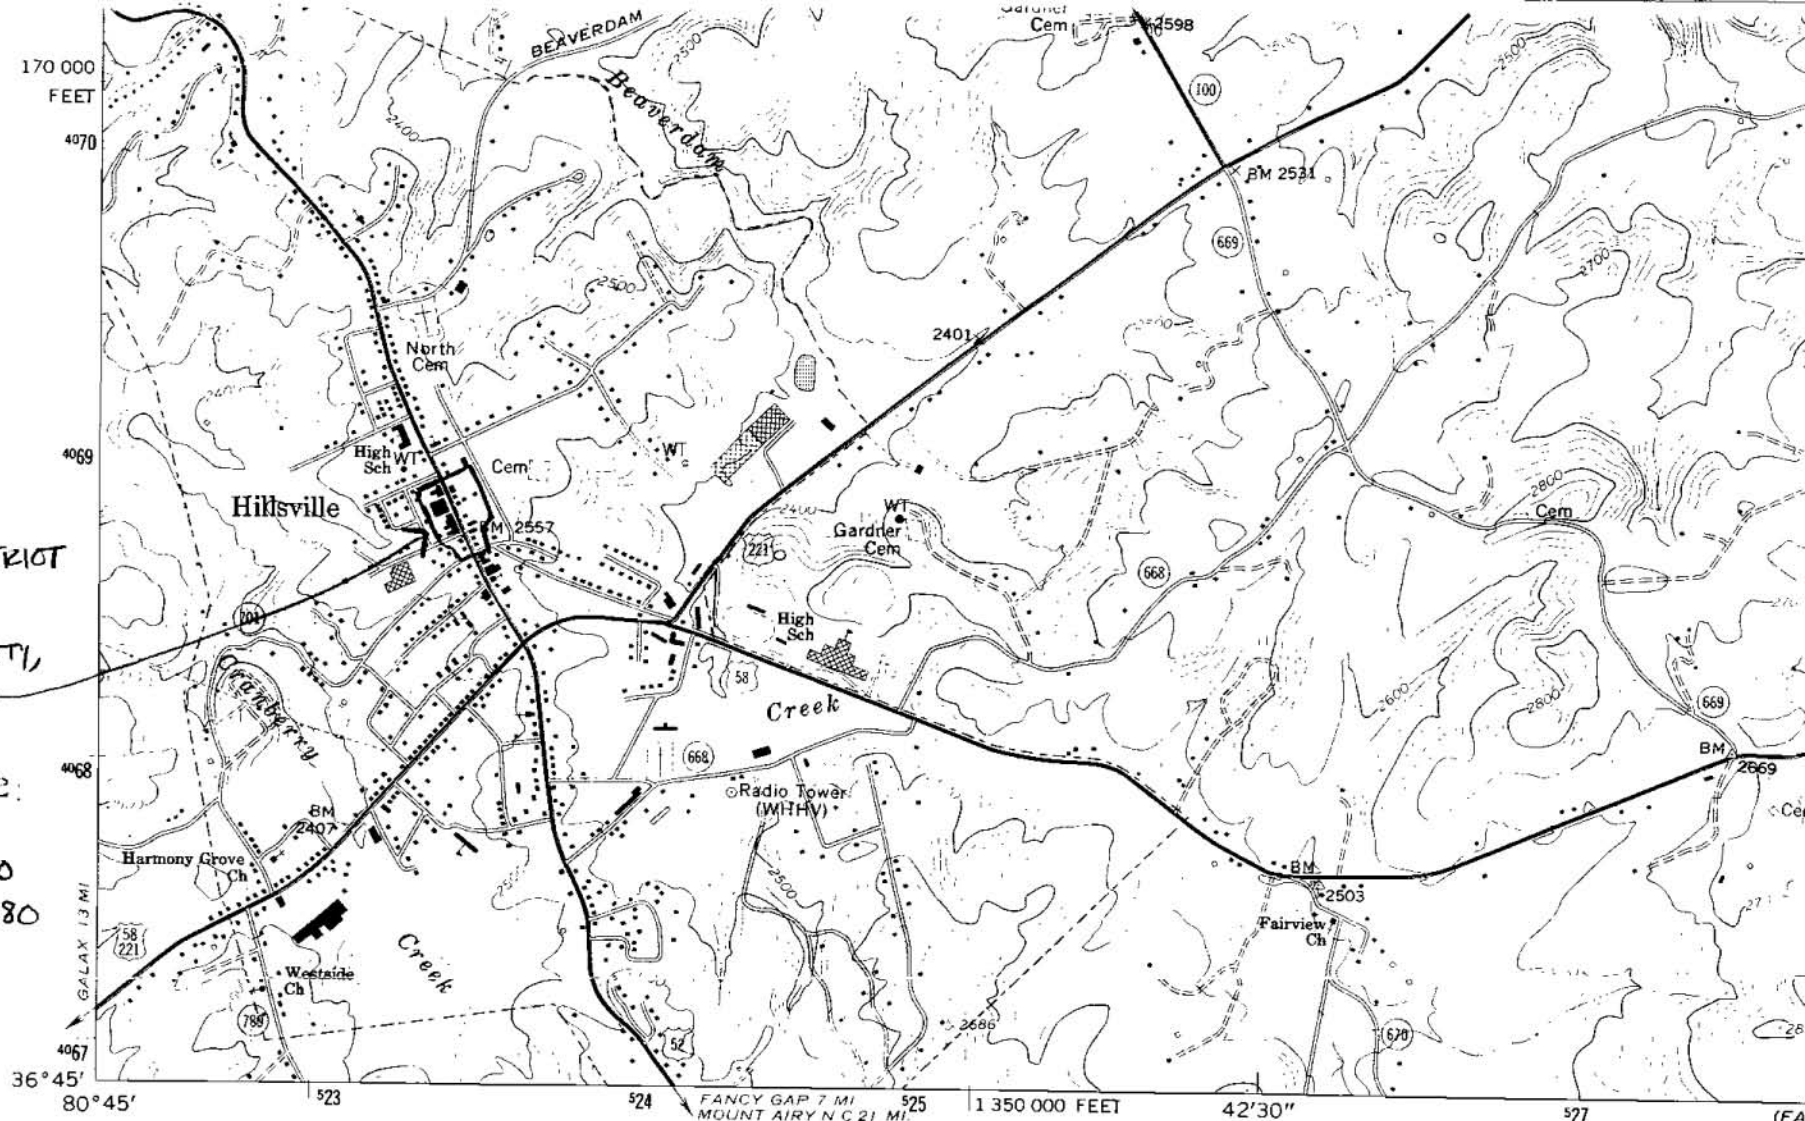 BEAVERDAM
Gardner
Cem
2598
170 000
FEET
2500
2500
Beaverdam
100
4070
2400
BM 2531
669
2700
2500
2401
North
Cem
4069
High
Sch
WT
Cem
WT
Hillsville
BM 2557
2400
WT
Gardner
Cem
2800
Cem
221
668
High
Sch
Cranberry
58
Creek
2600
2800
669
4068
668
BM
2669
Radio Tower
(WHHV)
BM
2407
Harmony Grove
Ch
2500
BM
2503
80
58
221
GALAX 13 MI
Creek
Fairview
Ch
Westside
Ch
789
2686
670
52
4067
36°45'
80°45'
523
524
FANCY GAP 7 MI
MOUNT AIRY N C 21 MI.
525
1 350 000 FEET
42'30"
527